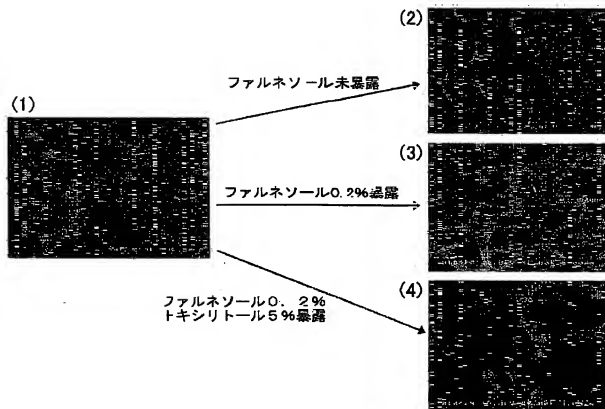 (1)
(2)
ファルネソール未暴露
(3)
ファルネソール0.2%暴露
(4)
ファルネソール0.2%
トキシリトール5%暴露